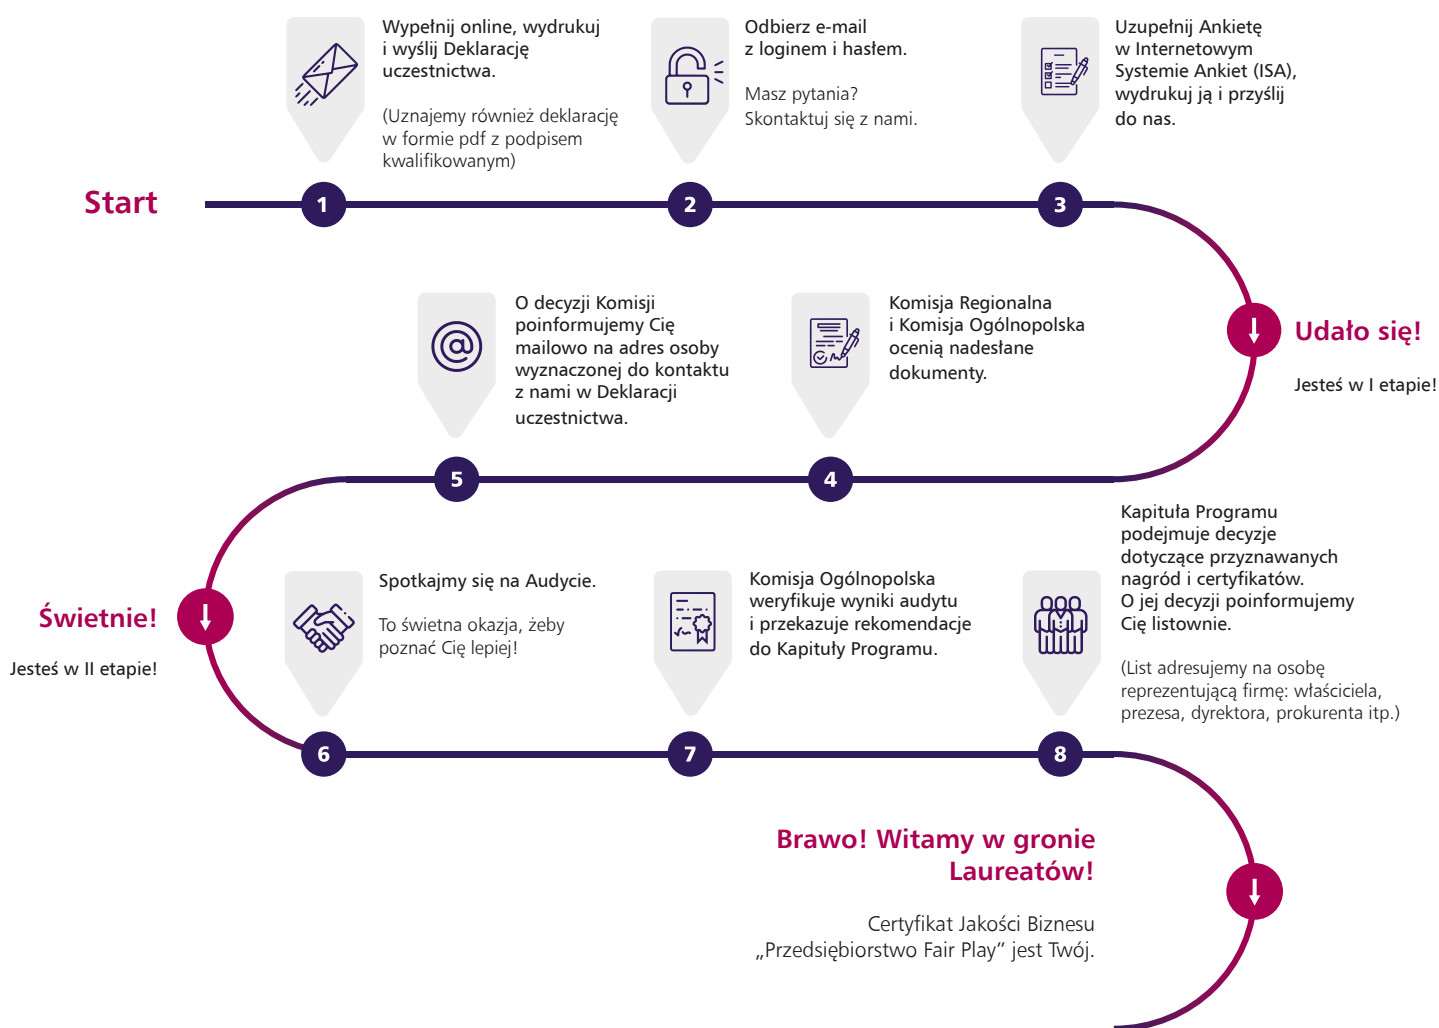 Start
1
Wypełnij online, wydrukuj
i wyślij Deklarację
uczestnictwa.
(Uznajemy również deklarację
w formie pdf z podpisem
kwalifikowanym)
2
Odbierz e-mail
z loginem i hasłem.
Masz pytania?
Skontaktuj się z nami.
3
Uzupełnij Ankietę
w Internetowym
Systemie Ankiet (ISA),
wydrukuj ją i przyślij
do nas.
Udało się!
Jesteś w I etapie!
4
Komisja Regionalna
i Komisja Ogólnopolska
ocenią nadesłane
dokumenty.
5
O decyzji Komisji
poinformujemy Cię
mailowo na adres osoby
wyznaczonej do kontaktu
z nami w Deklaracji
uczestnictwa.
Świetnie!
Jesteś w II etapie!
6
Spotkajmy się na Audycie.
To świetna okazja, żeby
poznać Cię lepiej!
7
Komisja Ogólnopolska
weryfikuje wyniki audytu
i przekazuje rekomendacje
do Kapituły Programu.
8
Kapituła Programu
podejmuje decyzje
dotyczące przyznawanych
nagród i certyfikatów.
O jej decyzji poinformujemy
Cię listownie.
(List adresujemy na osobę
reprezentującą firmę: właściciela,
prezesa, dyrektora, prokurenta itp.)
Brawo! Witamy w gronie
Laureatów!
Certyfikat Jakości Biznesu
„Przedsiębiorstwo Fair Play” jest Twój.